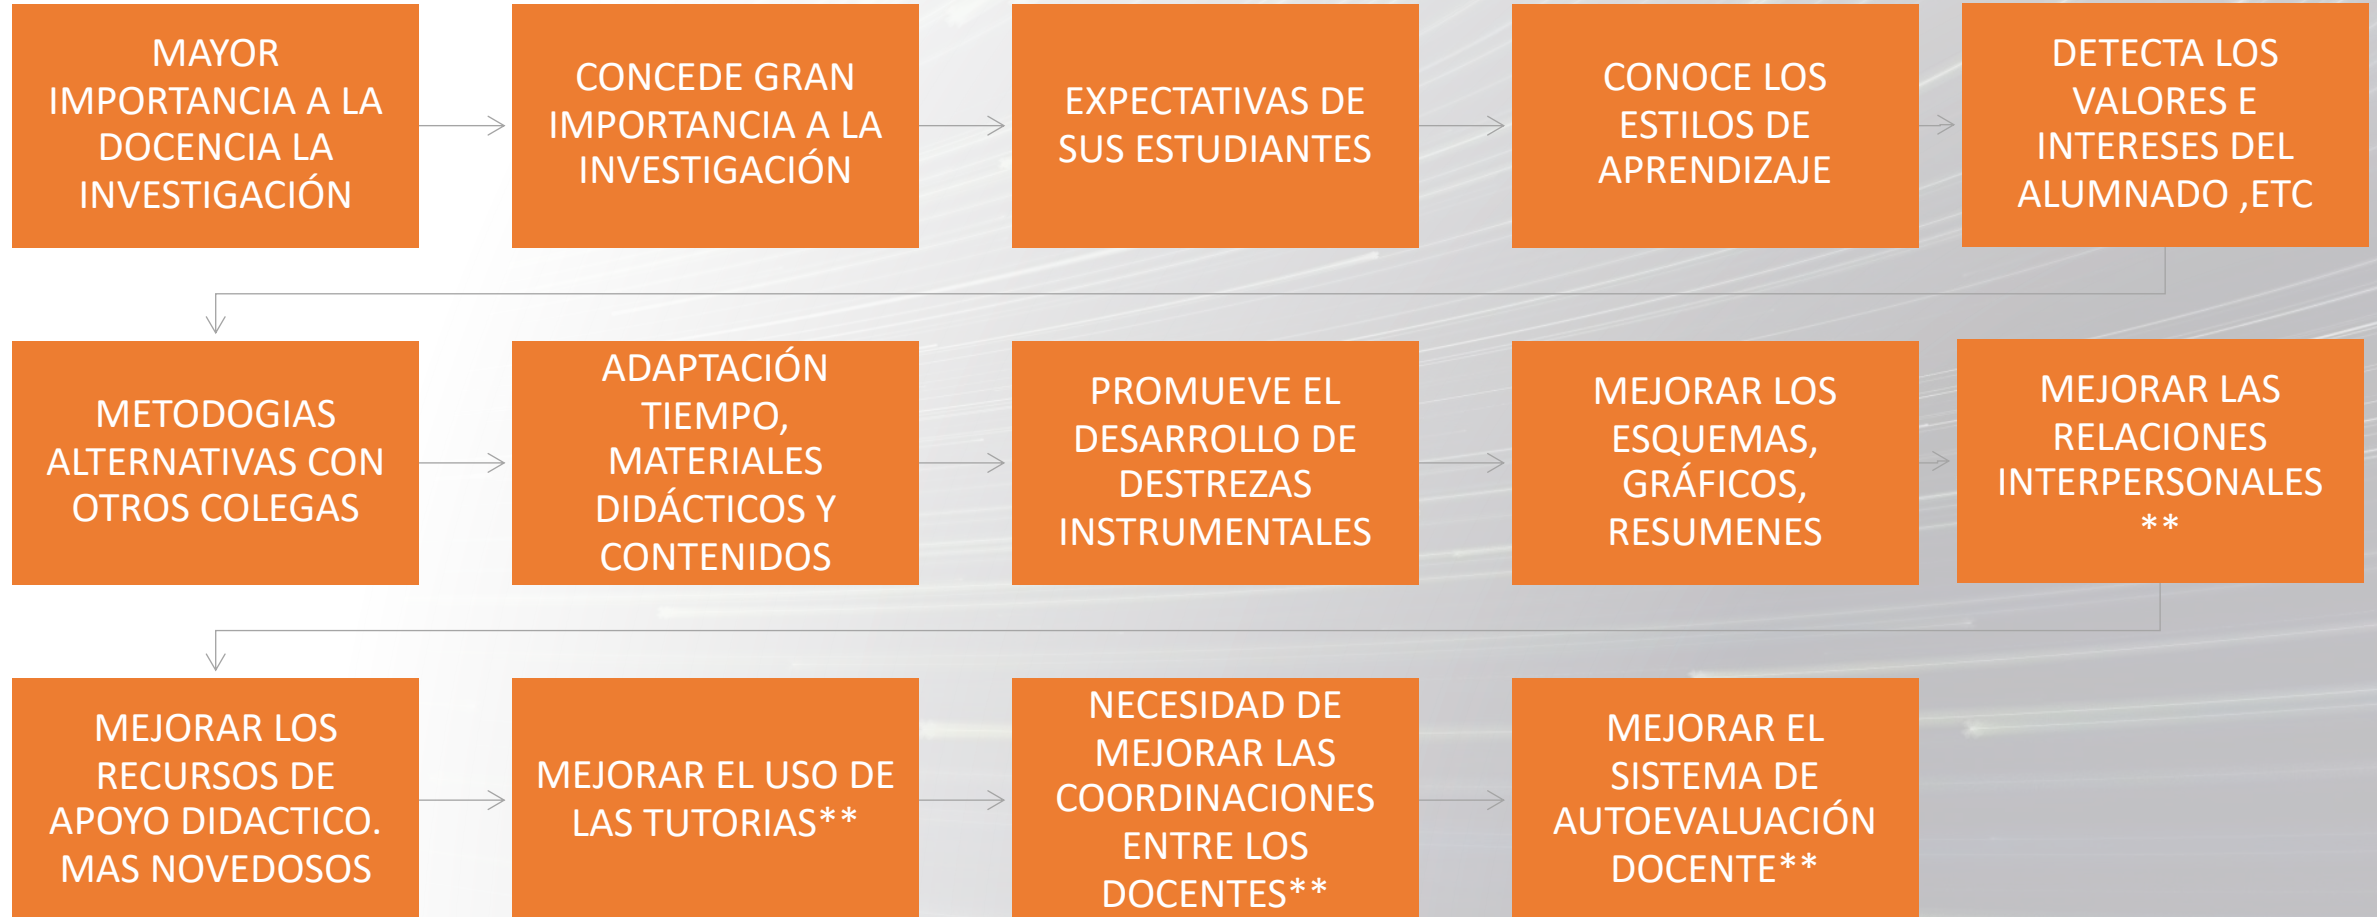 MAYOR
IMPORTANCIA A LA
DOCENCIA LA
INVESTIGACIÓN
CONCEDE GRAN
IMPORTANCIA A LA
INVESTIGACIÓN
EXPECTATIVAS DE
SUS ESTUDIANTES
CONOCE LOS
ESTILOS DE
APRENDIZAJE
DETECTA LOS
VALORES E
INTERESES DEL
ALUMNADO ,ETC
METODOGIAS
ALTERNATIVAS CON
OTROS COLEGAS
ADAPTACIÓN
TIEMPO,
MATERIALES
DIDÁCTICOS Y
CONTENIDOS
PROMUEVE EL
DESARROLLO DE
DESTREZAS
INSTRUMENTALES
MEJORAR LOS
ESQUEMAS,
GRÁFICOS,
RESUMENES
MEJORAR LAS
RELACIONES
INTERPERSONALES
**
MEJORAR LOS
RECURSOS DE
APOYO DIDACTICO.
MAS NOVEDOSOS
MEJORAR EL USO DE
LAS TUTORIAS**
NECESIDAD DE
MEJORAR LAS
COORDINACIONES
ENTRE LOS
DOCENTES**
MEJORAR EL
SISTEMA DE
AUTOEVALUACIÓN
DOCENTE**